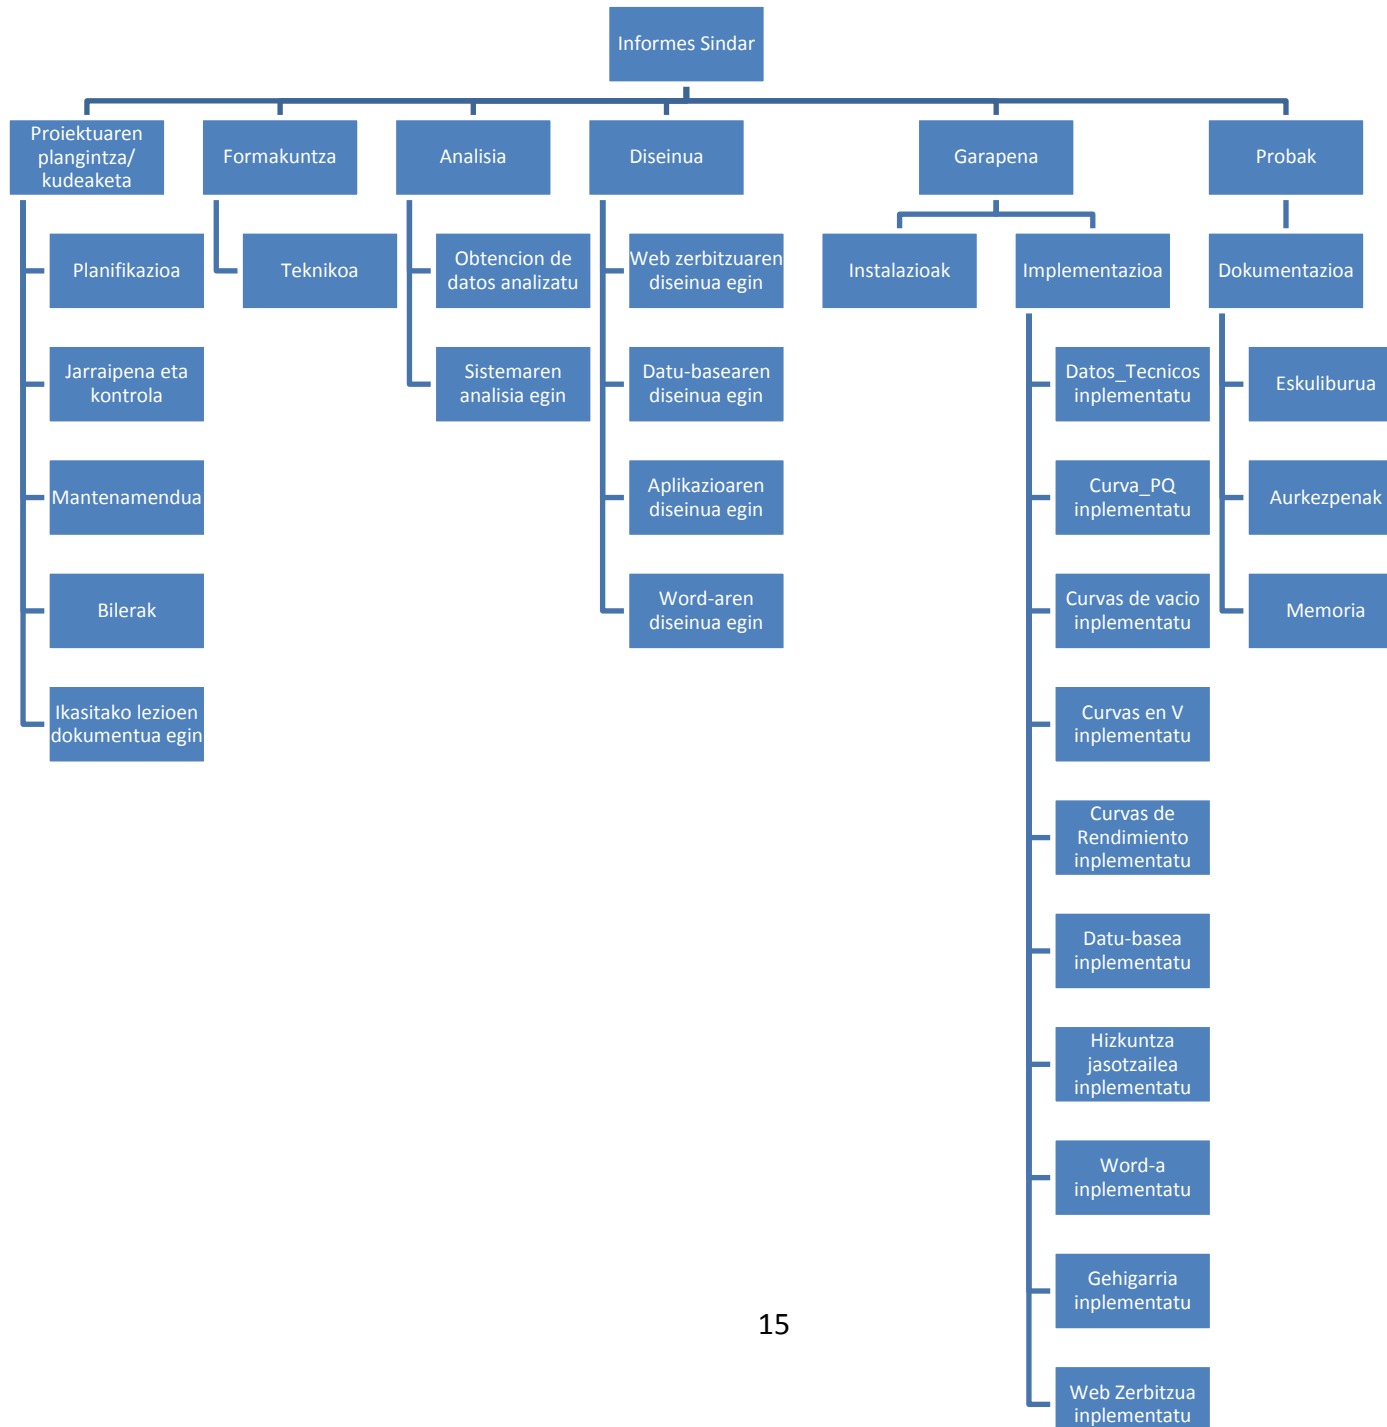 Informes Sindar
Proiektuaren
plangintza/
kudeaketa
Formakuntza
Analisia
Diseinua
Garapena
Probak
Planifikazioa
Jarraipena eta
kontrola
Mantenamendua
Bilerak
Ikasitako lezioen
dokumentua egin
Teknikoa
Obtencion de
datos analizatu
Sistemaren
analisia egin
Web zerbitzuaren
diseinua egin
Datu-basearen
diseinua egin
Aplikazioaren
diseinua egin
Word-aren
diseinua egin
Instalazioak
Implementazioa
Datos_Tecnicos
inplementatu
Curva_PQ
inplementatu
Curvas de vacio
inplementatu
Curvas en V
inplementatu
Curvas de
Rendimiento
inplementatu
Datu-basea
inplementatu
Hizkuntza
jasotzailea
inplementatu
Word-a
inplementatu
Gehigarria
inplementatu
Web Zerbitzua
inplementatu
Dokumentazioa
Eskuliburua
Aurkezpenak
Memoria
15